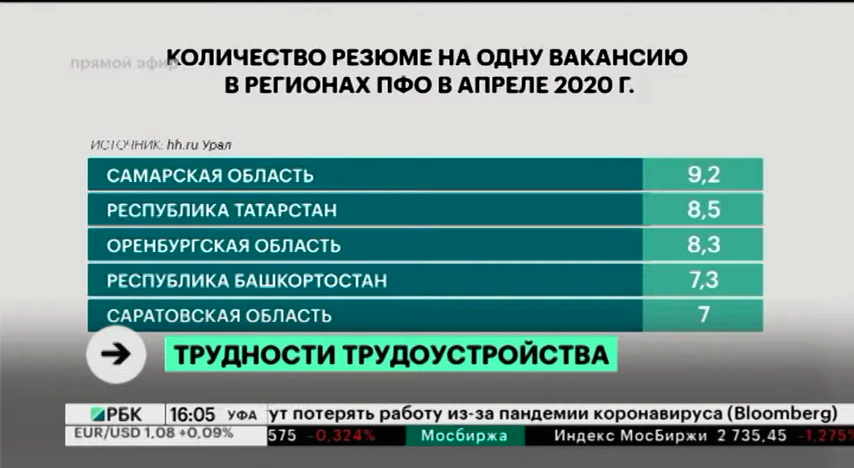 КОЛИЧЕСТВО РЕЗЮМЕ НА ОДНУ ВАКАНСИЮ
прямой эфир
В РЕГИОНАХ ПФО В АПРЕЛЕ 2020 Г.
ИСТОЧНИК: hh.ru Урал
САМАРСКАЯ ОБЛАСТЬ 9,2
РЕСПУБЛИКА ТАТАРСТАН 8,5
ОРЕНБУРГСКАЯ ОБЛАСТЬ 8,3
РЕСПУБЛИКА БАШКОРТОСТАН 7,3
САРАТОВСКАЯ ОБЛАСТЬ 7
ТРУДНОСТИ ТРУДОУСТРОЙСТВА
РБК 16:05 УФА ут потерять работу из-за пандемии коронавируса (Bloomberg)
EUR/USD 1,08 +0,09% 575 -0,324% Мосбиржа Индекс МосБиржи 2 735,45 -1,275%